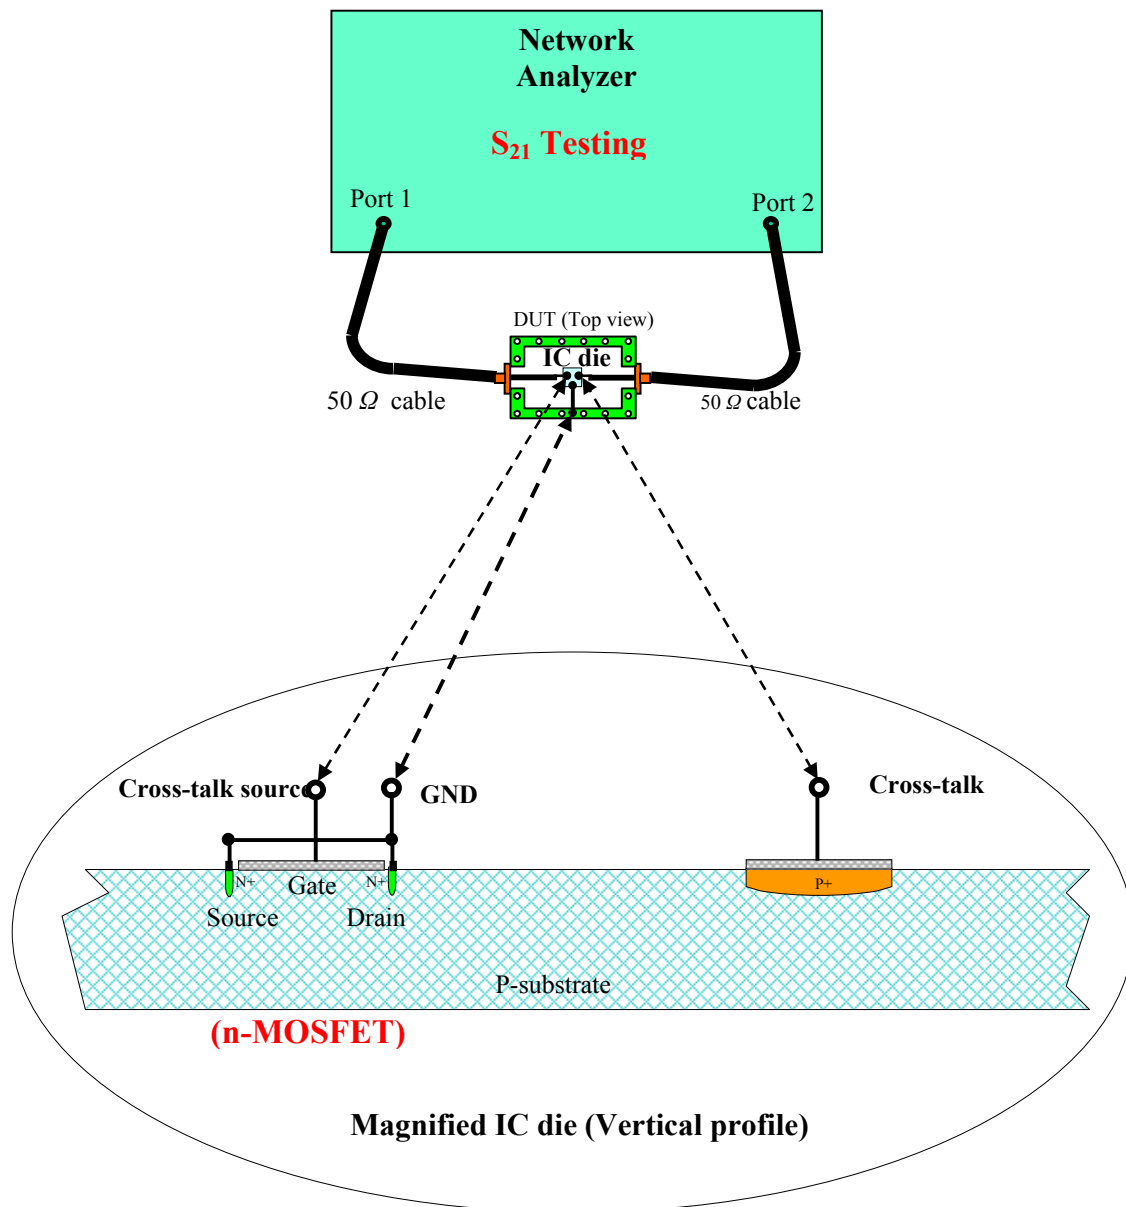 Network
Analyzer
S₂₁ Testing
Port 1
Port 2
DUT (Top view)
IC die
50 Ω cable
50 Ω cable
Cross-talk source
GND
Cross-talk
N+
Gate
N+
P+
Source
Drain
P-substrate
(n-MOSFET)
Magnified IC die (Vertical profile)